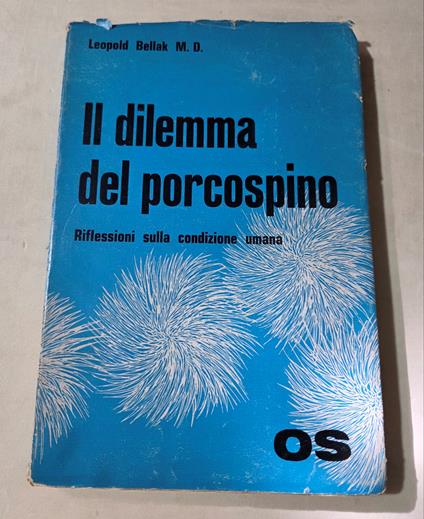 Leopold Bellak M. D.
Il dilemma
del porcospino
Riflessioni sulla condizione umana
OS